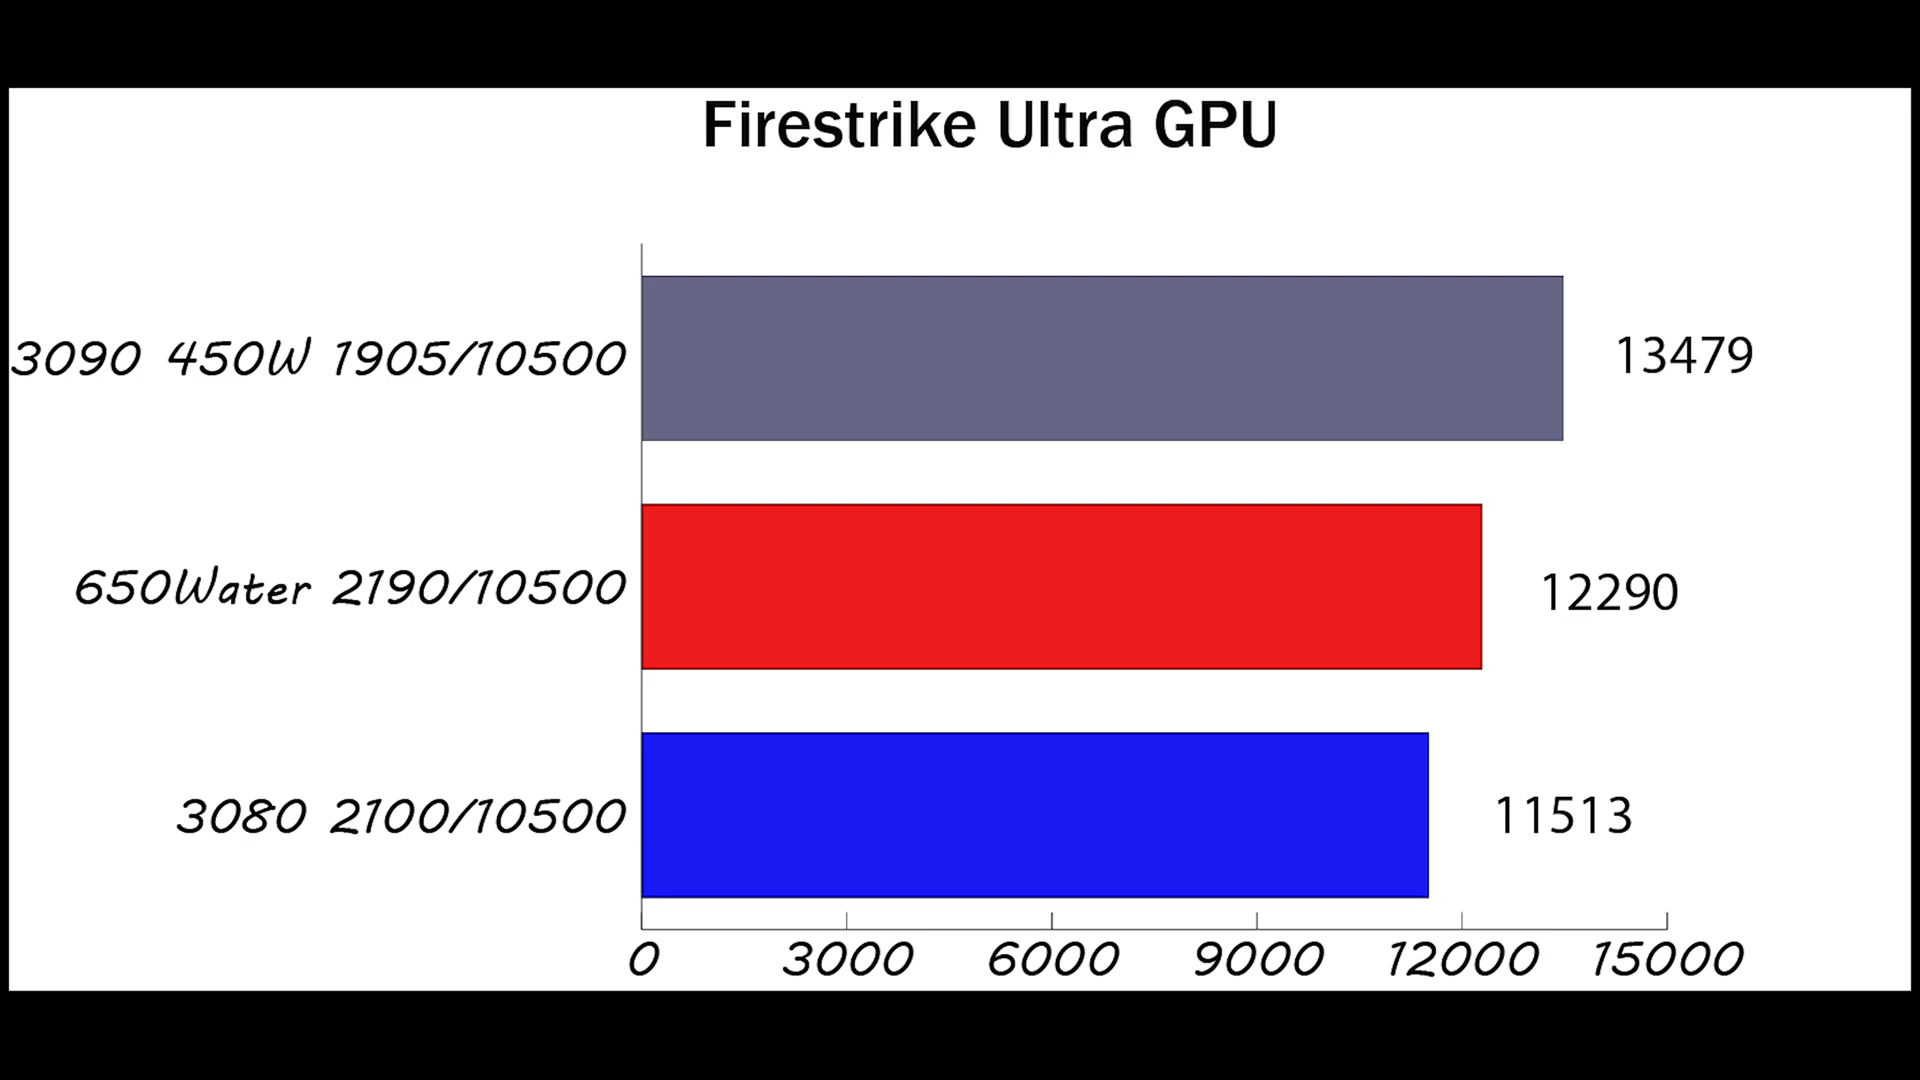 Firestrike Ultra GPU
3090 450W 1905/10500
13479
650Water 2190/10500
12290
3080 2100/10500
11513
0 3000 6000 9000 12000 15000